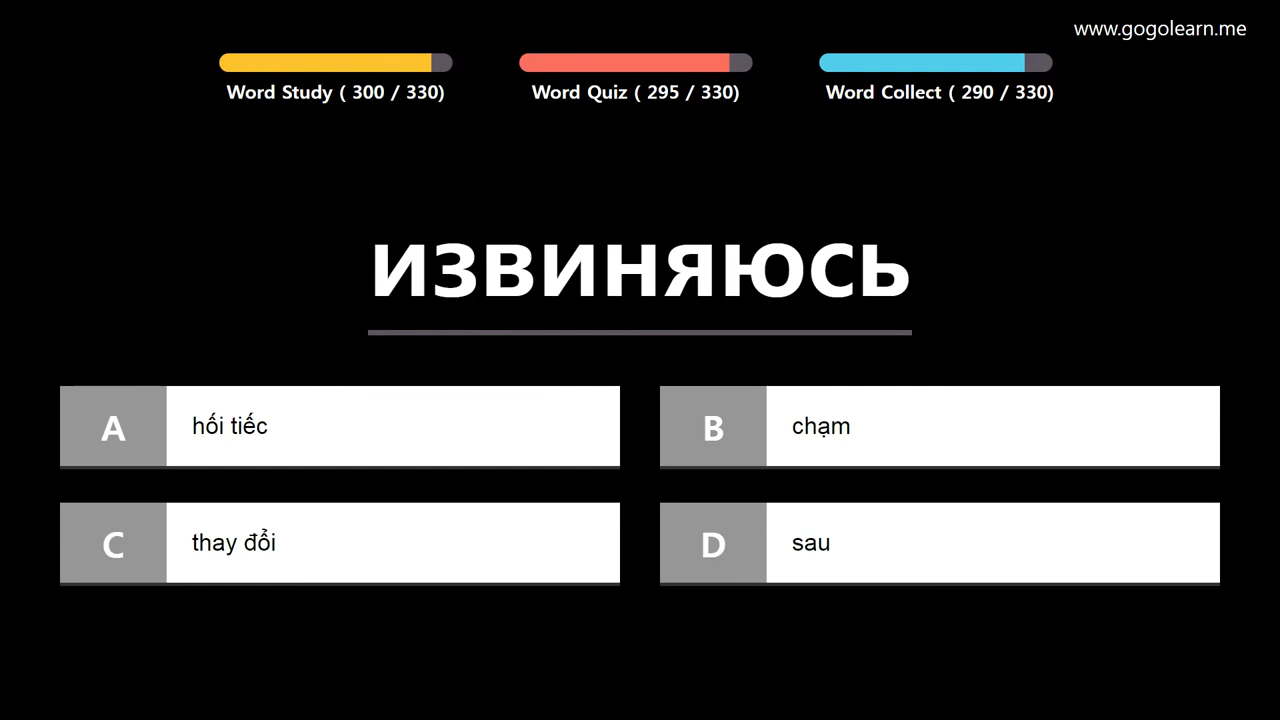 www.gogolearn.me
Word Study ( 300 / 330)
Word Quiz ( 295 / 330)
Word Collect ( 290 / 330)
ИЗВИНЯЮСЬ
A
hối tiếc
B
chạm
C
thay đổi
D
sau